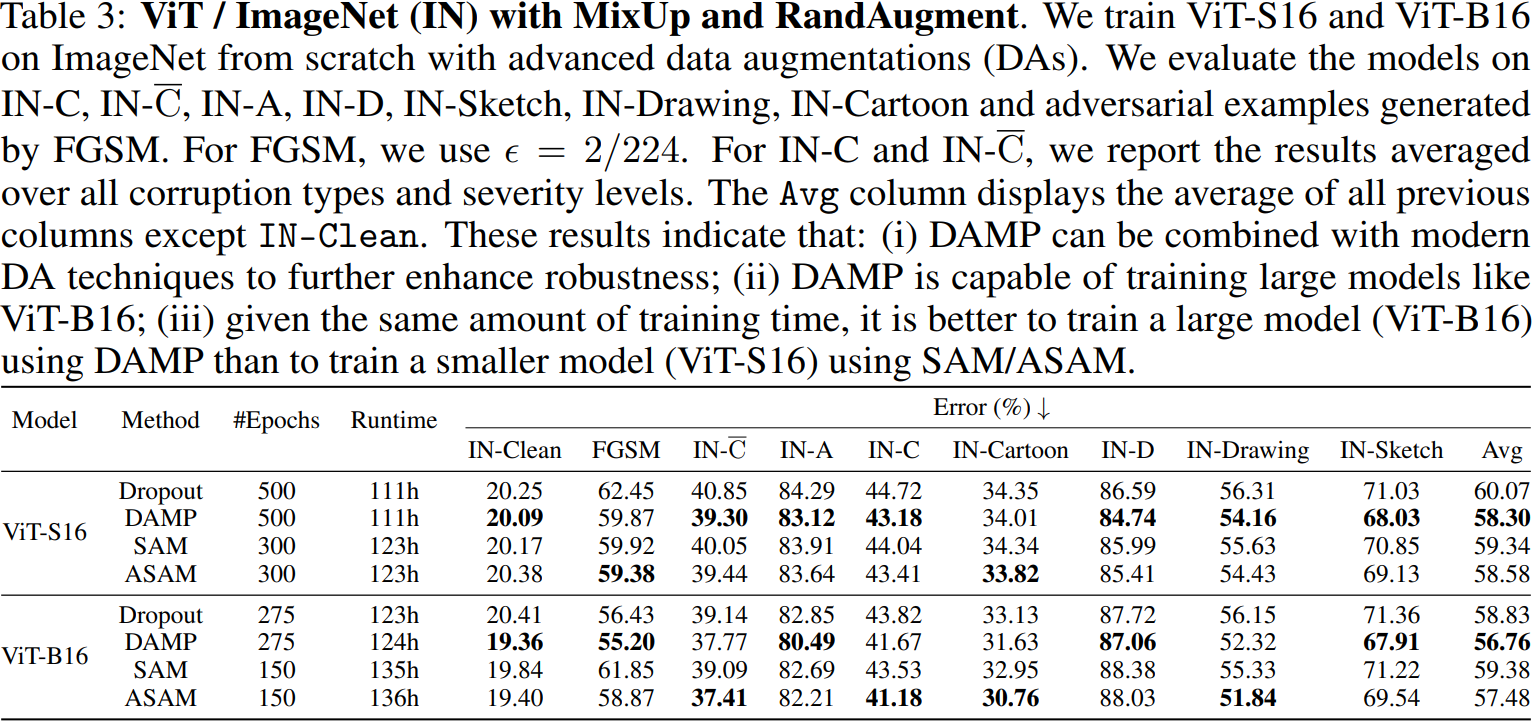 Table 3: ViT / ImageNet (IN) with MixUp and RandAugment. We train ViT-S16 and ViT-B16
on ImageNet from scratch with advanced data augmentations (DAs). We evaluate the models on
IN-C, IN-C̅, IN-A, IN-D, IN-Sketch, IN-Drawing, IN-Cartoon and adversarial examples generated
by FGSM. For FGSM, we use ϵ = 2/224. For IN-C and IN-C̅, we report the results averaged
over all corruption types and severity levels. The Avg column displays the average of all previous
columns except IN-Clean. These results indicate that: (i) DAMP can be combined with modern
DA techniques to further enhance robustness; (ii) DAMP is capable of training large models like
ViT-B16; (iii) given the same amount of training time, it is better to train a large model (ViT-B16)
using DAMP than to train a smaller model (ViT-S16) using SAM/ASAM.
Model Method #Epochs Runtime Error (%) ↓
IN-Clean FGSM IN-C̅ IN-A IN-C IN-Cartoon IN-D IN-Drawing IN-Sketch Avg
ViT-S16
Dropout 500 111h 20.25 62.45 40.85 84.29 44.72 34.35 86.59 56.31 71.03 60.07
DAMP 500 111h 20.09 59.87 39.30 83.12 43.18 34.01 84.74 54.16 68.03 58.30
SAM 300 123h 20.17 59.92 40.05 83.91 44.04 34.34 85.99 55.63 70.85 59.34
ASAM 300 123h 20.38 59.38 39.44 83.64 43.41 33.82 85.41 54.43 69.13 58.58
ViT-B16
Dropout 275 123h 20.41 56.43 39.14 82.85 43.82 33.13 87.72 56.15 71.36 58.83
DAMP 275 124h 19.36 55.20 37.77 80.49 41.67 31.63 87.06 52.32 67.91 56.76
SAM 150 135h 19.84 61.85 39.09 82.69 43.53 32.95 88.38 55.33 71.22 59.38
ASAM 150 136h 19.40 58.87 37.41 82.21 41.18 30.76 88.03 51.84 69.54 57.48